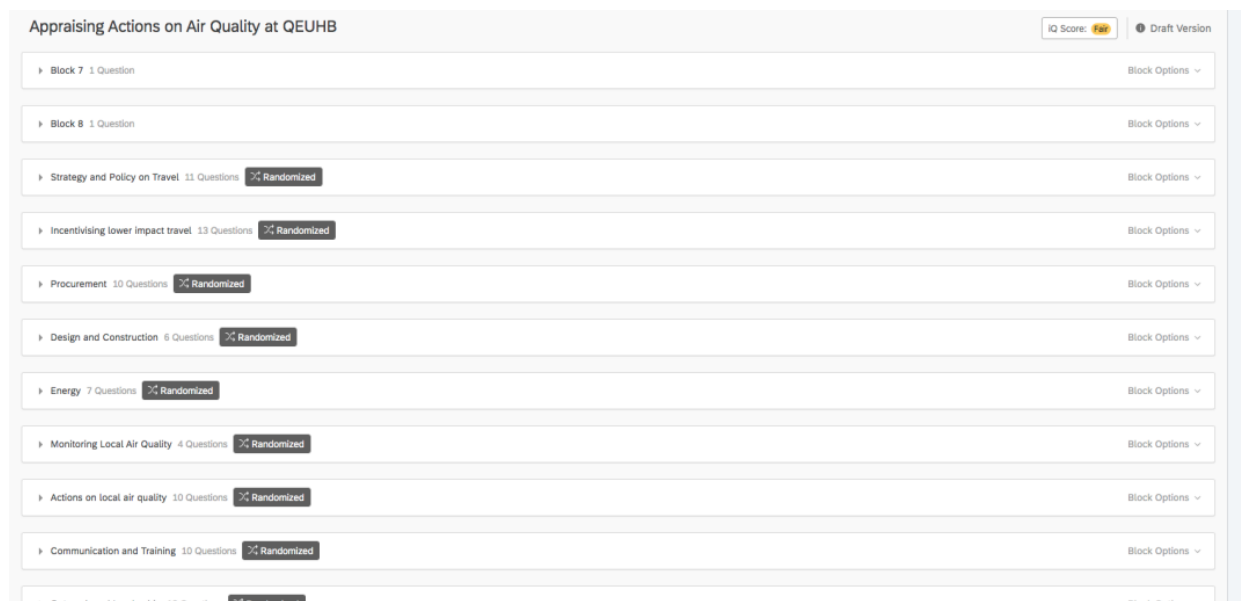 Appraising Actions on Air Quality at QEUHB iQ Score: Fair Draft Version
Block 7 1 Question Block Options
Block 8 1 Question Block Options
Strategy and Policy on Travel 11 Questions Randomized Block Options
Incentivising lower impact travel 13 Questions Randomized Block Options
Procurement 10 Questions Randomized Block Options
Design and Construction 6 Questions Randomized Block Options
Energy 7 Questions Randomized Block Options
Monitoring Local Air Quality 4 Questions Randomized Block Options
Actions on local air quality 10 Questions Randomized Block Options
Communication and Training 10 Questions Randomized Block Options